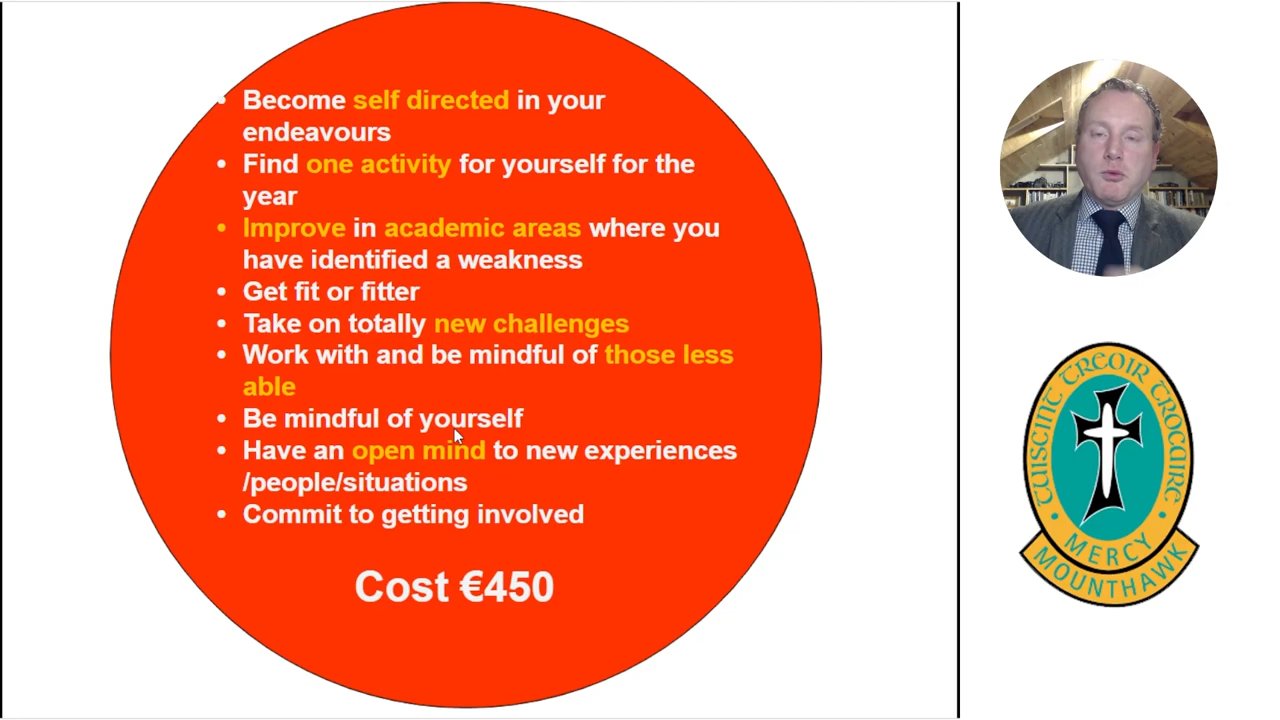 • Become self directed in your
endeavours
• Find one activity for yourself for the
year
• Improve in academic areas where you
have identified a weakness
• Get fit or fitter
• Take on totally new challenges
• Work with and be mindful of those less
able
• Be mindful of yourself
• Have an open mind to new experiences
/people/situations
• Commit to getting involved
Cost €450
TUISCINT TREOIR TROCAIRE
• MERCY •
MOUNTHAWK